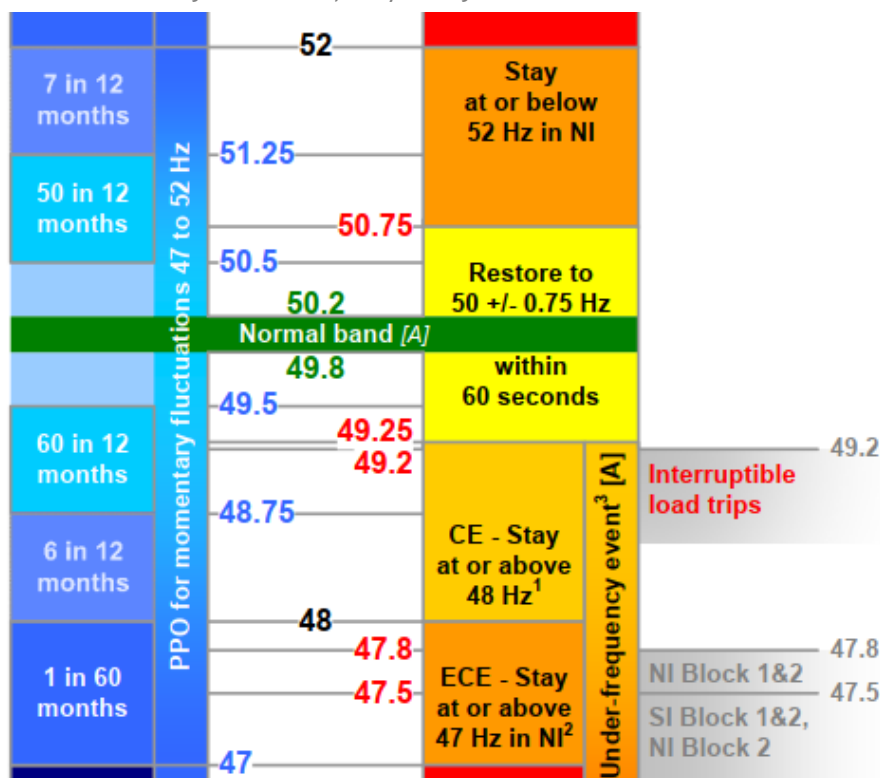 7 in 12
months
50 in 12
months
60 in 12
months
6 in 12
months
1 in 60
months
PPO for momentary fluctuations 47 to 52 Hz
52
51.25
50.75
50.5
50.2
Normal band [A]
49.8
49.5
49.25
49.2
48.75
48
47.8
47.5
47
Stay
at or below
52 Hz in NI
Restore to
50 +/- 0.75 Hz
within
60 seconds
CE - Stay
at or above
48 Hz¹
ECE - Stay
at or above
47 Hz in NI²
Under-frequency event³ [A]
49.2
Interruptible
load trips
47.8
NI Block 1&2
47.5
SI Block 1&2,
NI Block 2